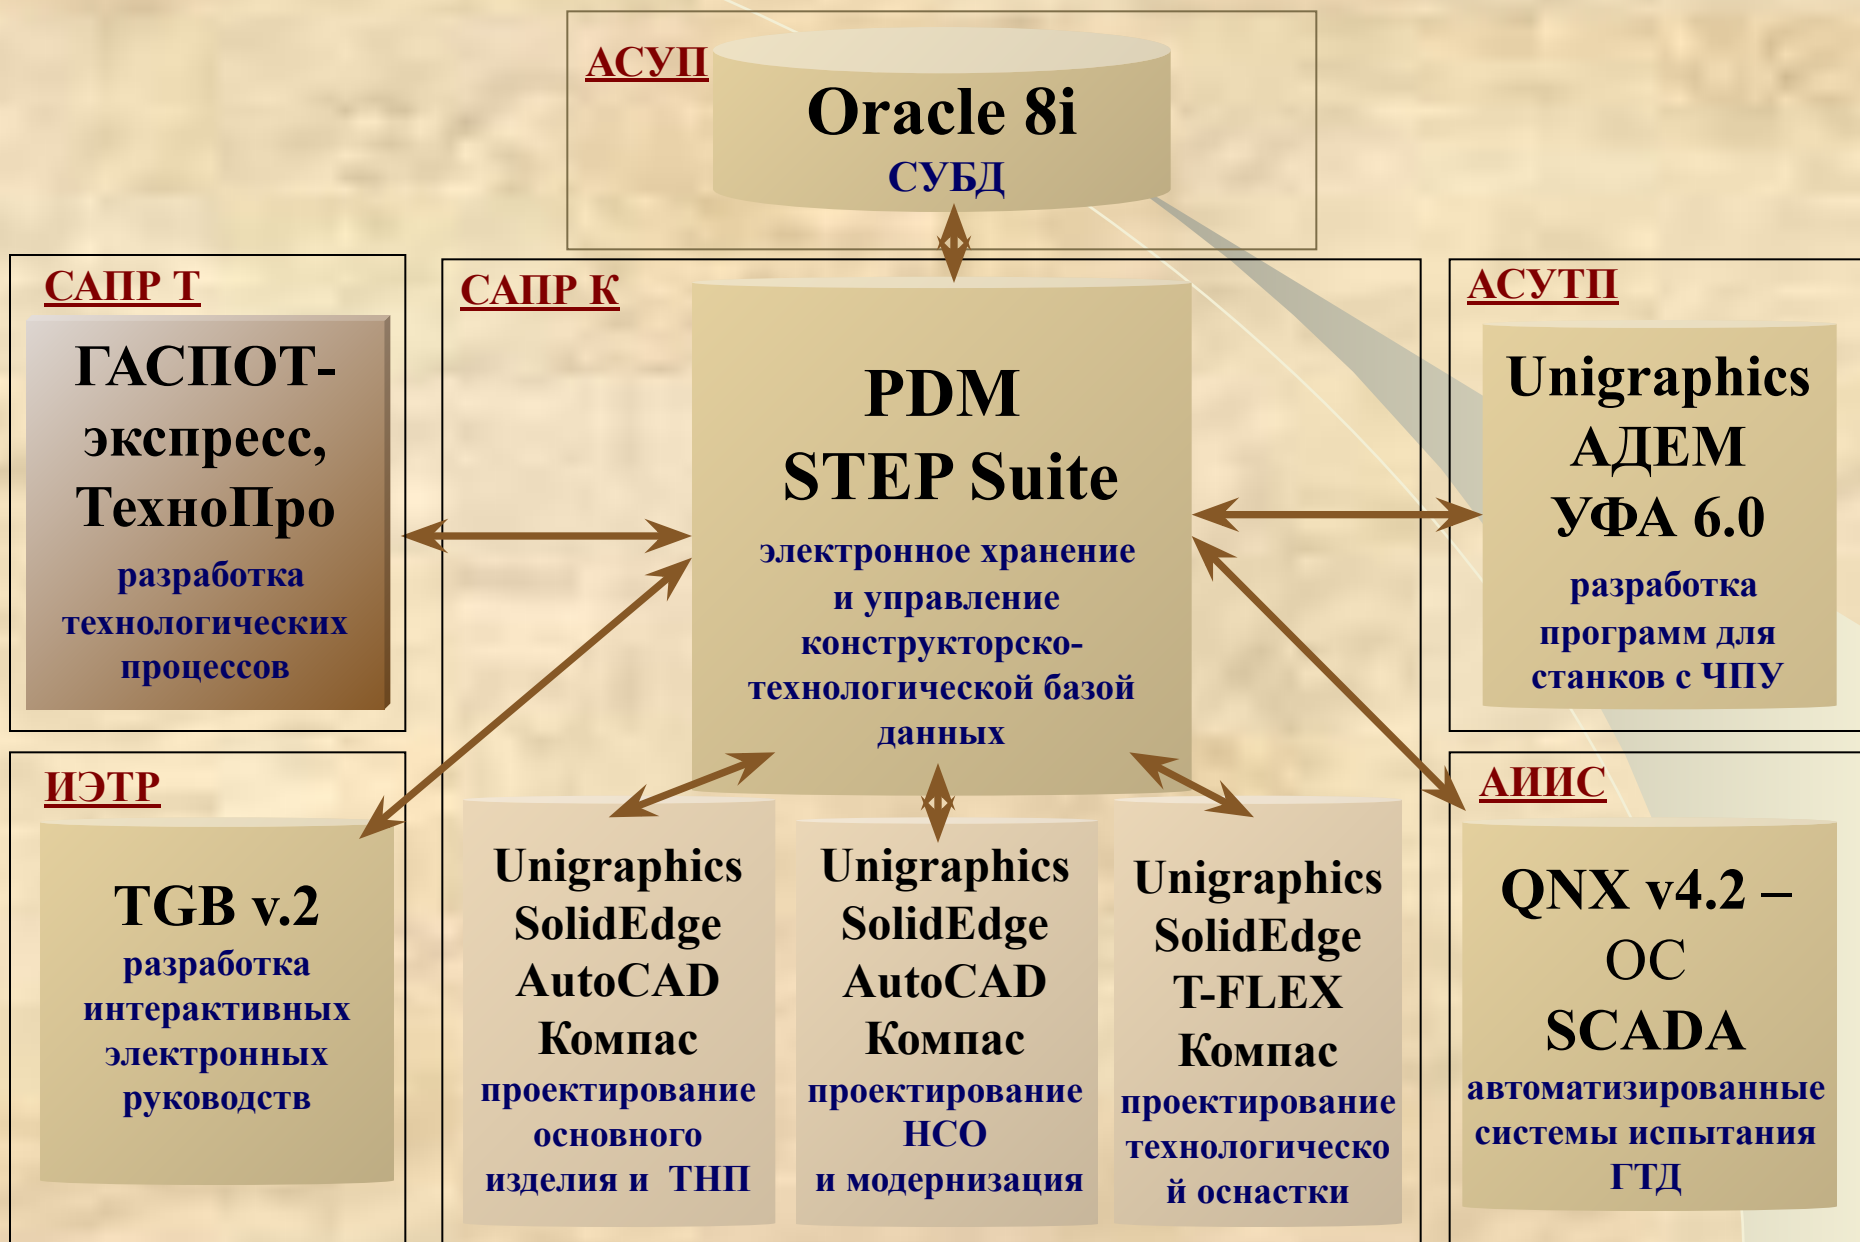 АСУП
Oracle 8i
СУБД
САПР Т
ГАСПОТ-
экспресс,
ТехноПро
разработка
технологических
процессов
САПР К
PDM
STEP Suite
электронное хранение
и управление
конструкторско-
технологической базой
данных
АСУТП
Unigraphics
АДЕМ
УФА 6.0
разработка
программ для
станков с ЧПУ
ИЭТР
TGB v.2
разработка
интерактивных
электронных
руководств
Unigraphics
SolidEdge
AutoCAD
Компас
проектирование
основного
изделия и ТНП
Unigraphics
SolidEdge
AutoCAD
Компас
проектирование
НСО
и модернизация
Unigraphics
SolidEdge
T-FLEX
Компас
проектирование
технологическо
й оснастки
АИИС
QNX v4.2 –
ОС
SCADA
автоматизированные
системы испытания
ГТД